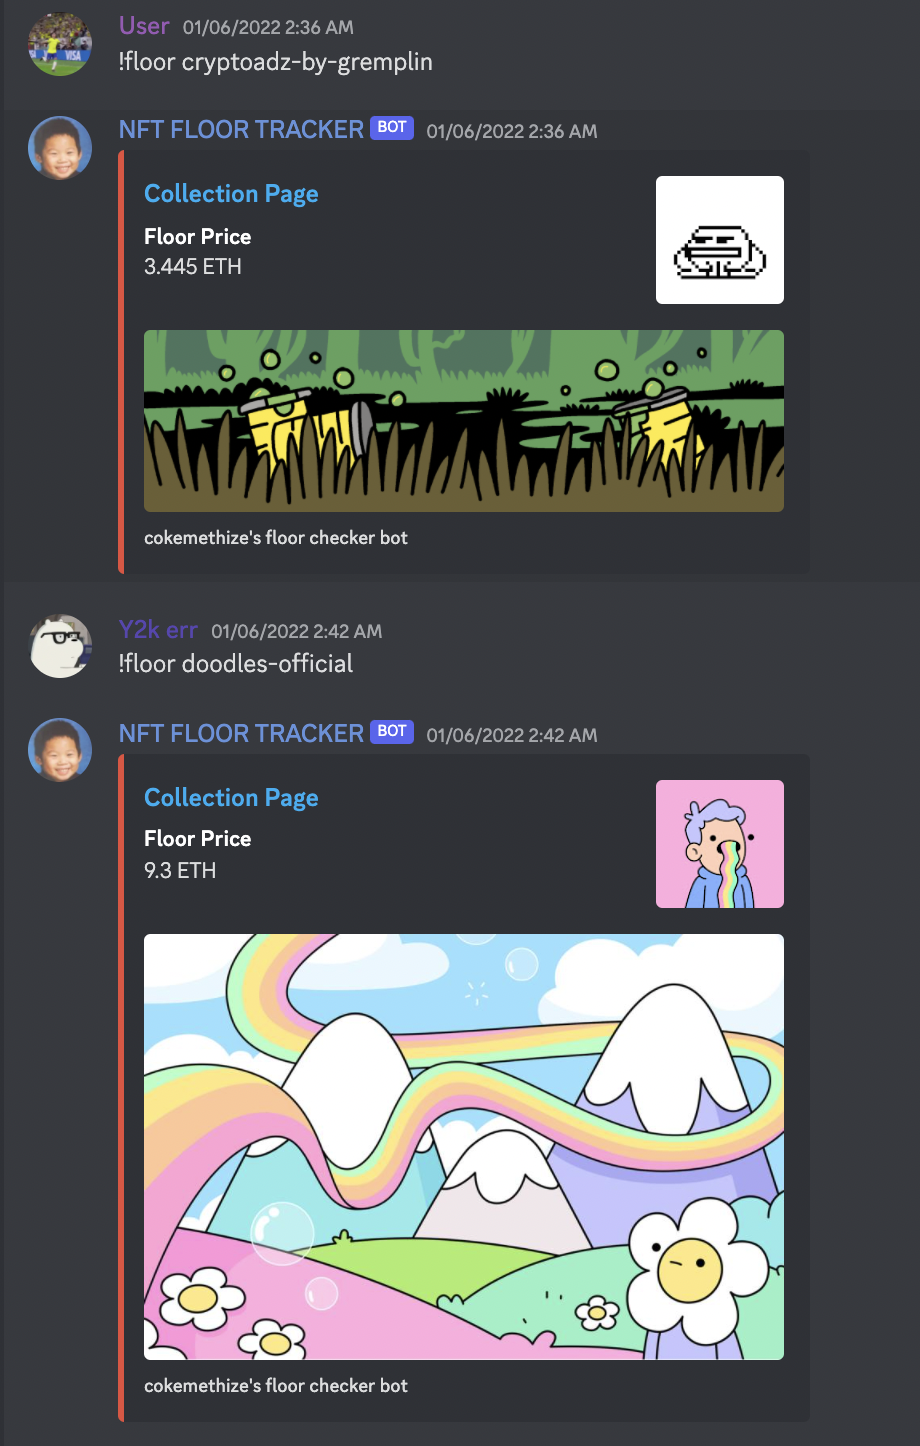 User 01/06/2022 2:36 AM
!floor cryptoadz-by-gremplin
NFT FLOOR TRACKER BOT 01/06/2022 2:36 AM
Collection Page
Floor Price
3.445 ETH
cokemethize's floor checker bot
Y2k err 01/06/2022 2:42 AM
!floor doodles-official
NFT FLOOR TRACKER BOT 01/06/2022 2:42 AM
Collection Page
Floor Price
9.3 ETH
cokemethize's floor checker bot